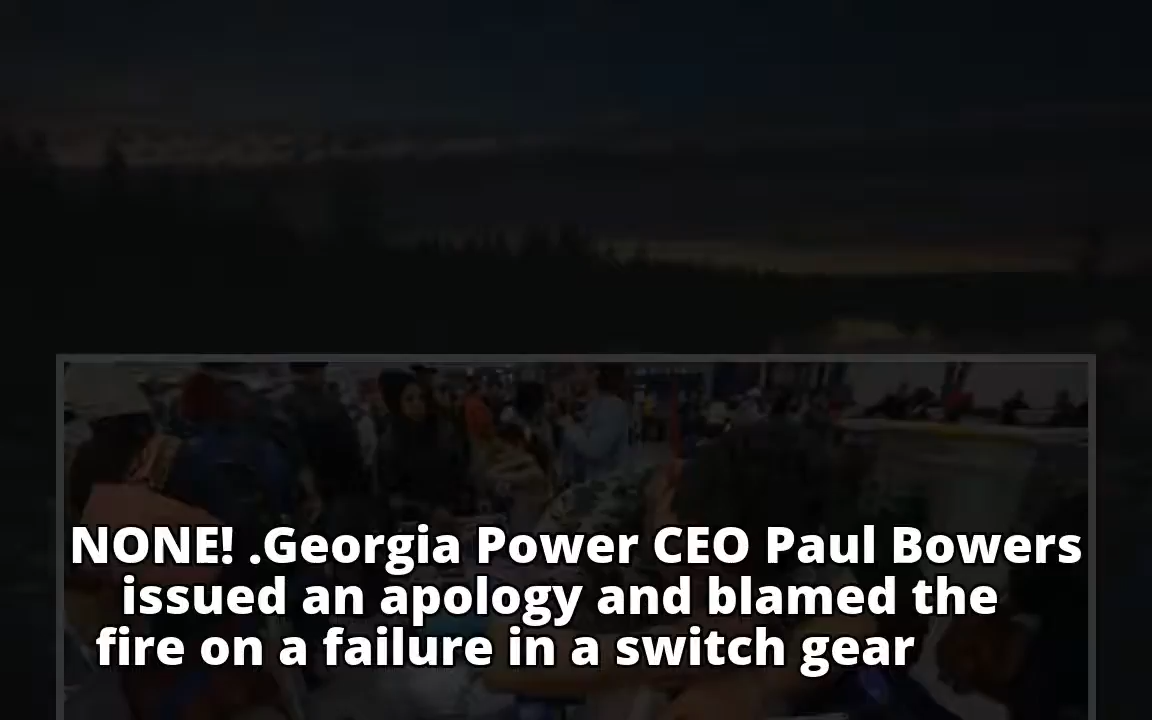 NONE! .Georgia Power CEO Paul Bowers
issued an apology and blamed the
fire on a failure in a switch gear